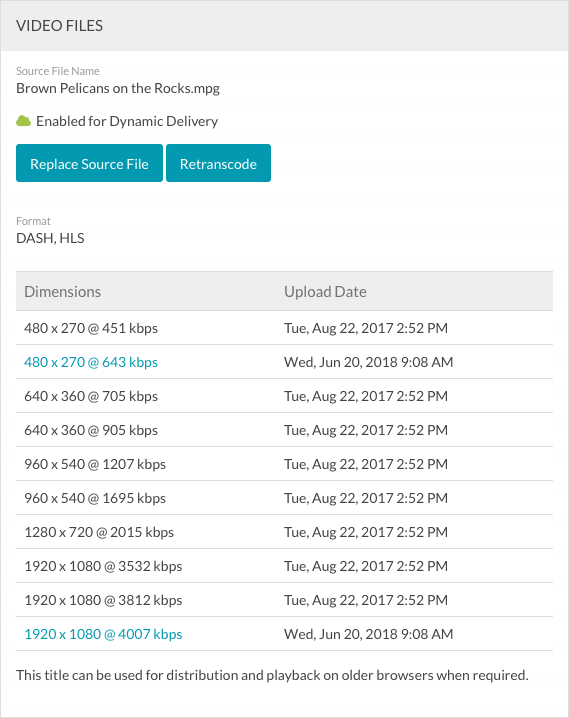 VIDEO FILES
Source File Name
Brown Pelicans on the Rocks.mpg
Enabled for Dynamic Delivery
Replace Source File Retranscode
Format
DASH, HLS
Dimensions Upload Date
480 x 270 @ 451 kbps Tue, Aug 22, 2017 2:52 PM
480 x 270 @ 643 kbps Wed, Jun 20, 2018 9:08 AM
640 x 360 @ 705 kbps Tue, Aug 22, 2017 2:52 PM
640 x 360 @ 905 kbps Tue, Aug 22, 2017 2:52 PM
960 x 540 @ 1207 kbps Tue, Aug 22, 2017 2:52 PM
960 x 540 @ 1695 kbps Tue, Aug 22, 2017 2:52 PM
1280 x 720 @ 2015 kbps Tue, Aug 22, 2017 2:52 PM
1920 x 1080 @ 3532 kbps Tue, Aug 22, 2017 2:52 PM
1920 x 1080 @ 3812 kbps Tue, Aug 22, 2017 2:52 PM
1920 x 1080 @ 4007 kbps Wed, Jun 20, 2018 9:08 AM
This title can be used for distribution and playback on older browsers when required.